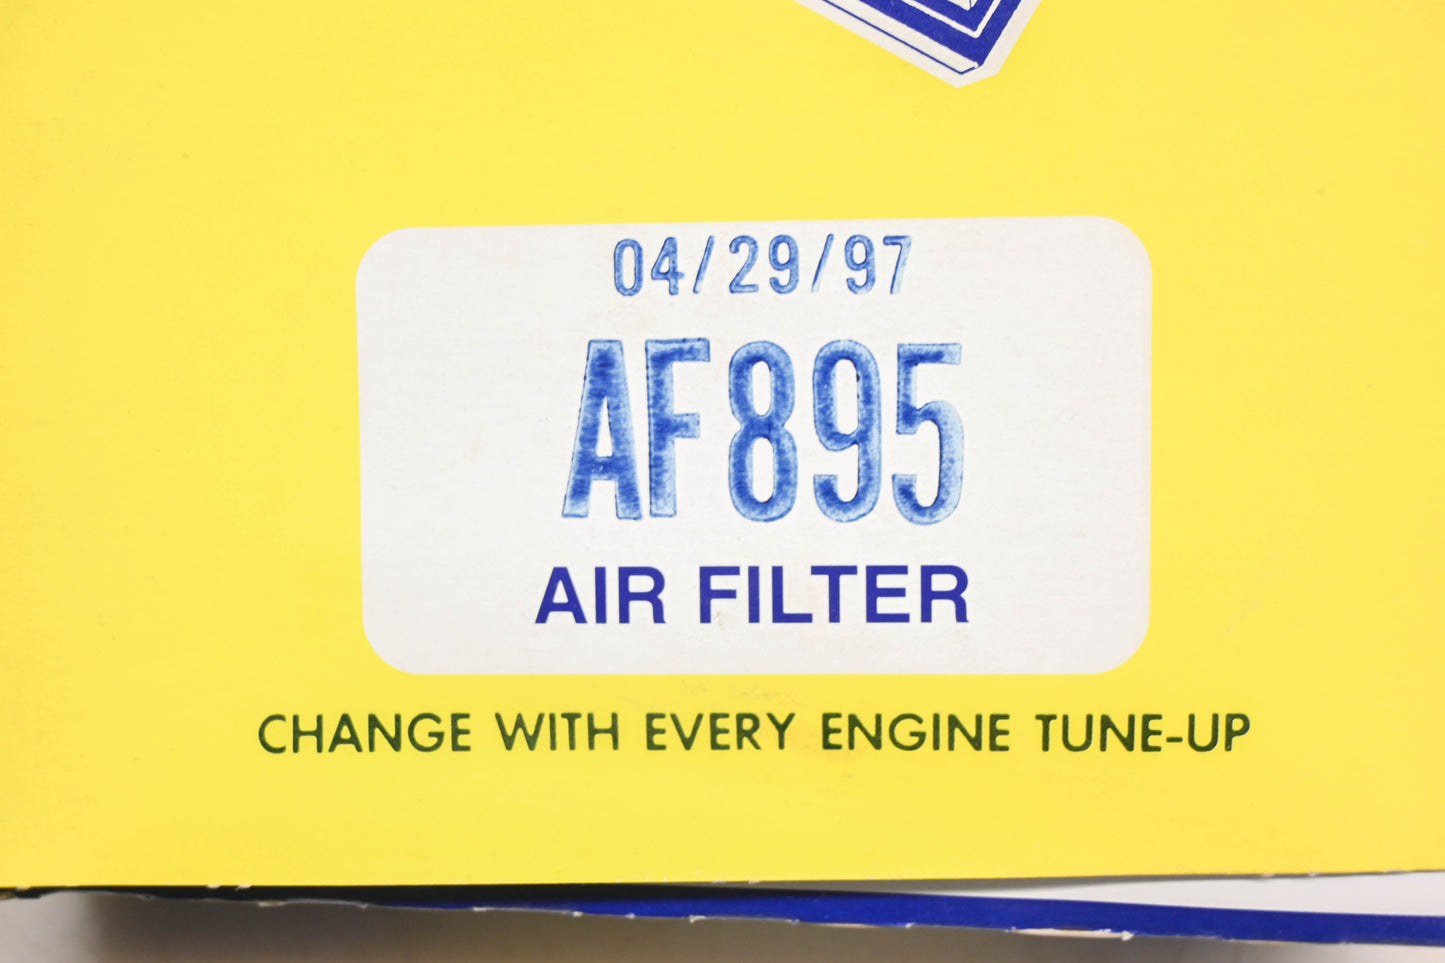 04/29/97
AF895
AIR FILTER
CHANGE WITH EVERY ENGINE TUNE-UP